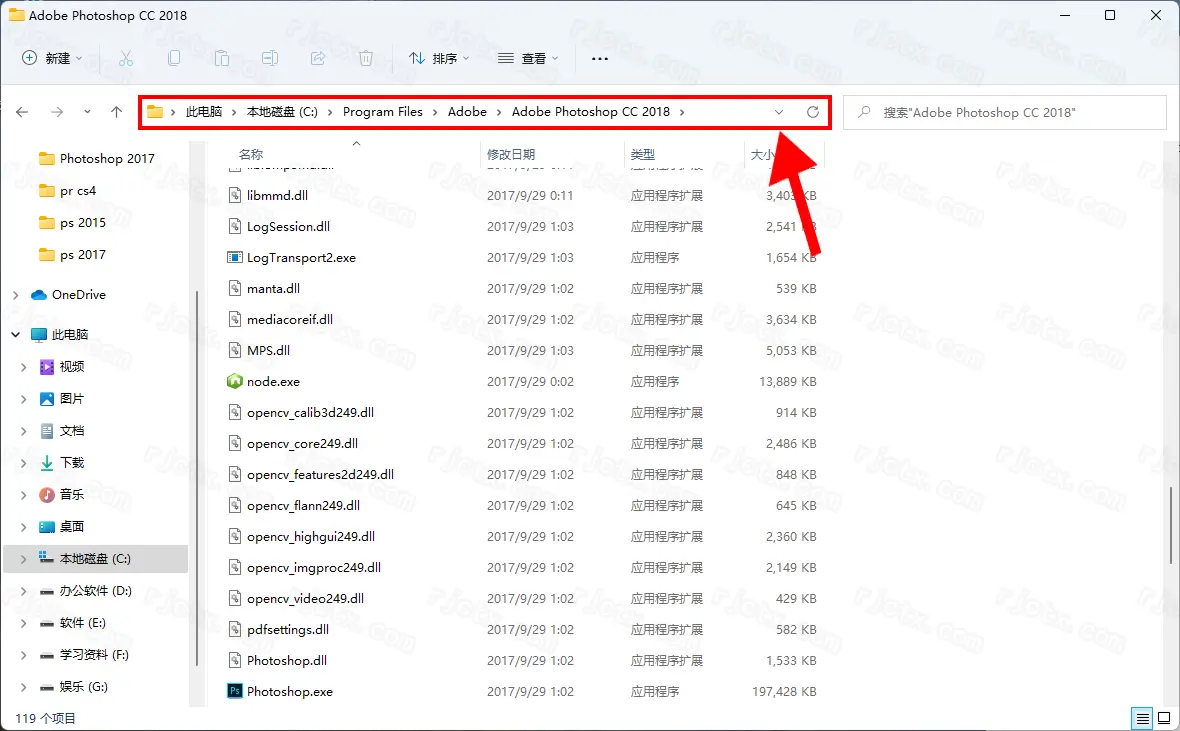 Adobe Photoshop CC 2018
新建
排序
查看
此电脑 > 本地磁盘 (C:) > Program Files > Adobe > Adobe Photoshop CC 2018 >
搜索"Adobe Photoshop CC 2018"
Photoshop 2017
pr cs4
ps 2015
ps 2017
OneDrive
此电脑
视频
图片
文档
下载
音乐
桌面
本地磁盘 (C:)
办公软件 (D:)
软件 (E:)
学习资料 (F:)
娱乐 (G:)
名称 修改日期 类型 大小
libmmd.dll 2017/9/29 0:11 应用程序扩展 3,403 KB
LogSession.dll 2017/9/29 1:03 应用程序扩展 2,541 KB
LogTransport2.exe 2017/9/29 1:03 应用程序 1,654 KB
manta.dll 2017/9/29 1:02 应用程序扩展 539 KB
mediacoreif.dll 2017/9/29 1:02 应用程序扩展 3,634 KB
MPS.dll 2017/9/29 1:03 应用程序扩展 5,053 KB
node.exe 2017/9/29 0:02 应用程序 13,889 KB
opencv_calib3d249.dll 2017/9/29 1:02 应用程序扩展 914 KB
opencv_core249.dll 2017/9/29 1:02 应用程序扩展 2,486 KB
opencv_features2d249.dll 2017/9/29 1:02 应用程序扩展 848 KB
opencv_flann249.dll 2017/9/29 1:02 应用程序扩展 645 KB
opencv_highgui249.dll 2017/9/29 1:02 应用程序扩展 2,360 KB
opencv_imgproc249.dll 2017/9/29 1:02 应用程序扩展 2,149 KB
opencv_video249.dll 2017/9/29 1:02 应用程序扩展 429 KB
pdfsettings.dll 2017/9/29 1:02 应用程序扩展 582 KB
Photoshop.dll 2017/9/29 1:02 应用程序扩展 1,533 KB
Photoshop.exe 2017/9/29 1:02 应用程序 197,428 KB
119 个项目